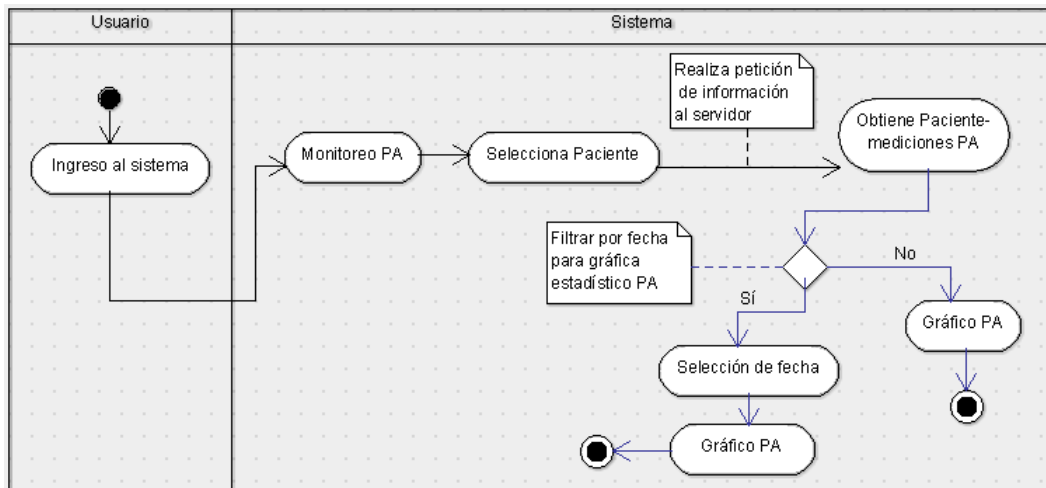 Usuario
Sistema
Realiza petición
de información
al servidor
Obtiene Paciente-
mediciones PA
Ingreso al sistema
Monitoreo PA
Selecciona Paciente
Filtrar por fecha
para gráfica
estadístico PA
No
Sí
Gráfico PA
Selección de fecha
Gráfico PA